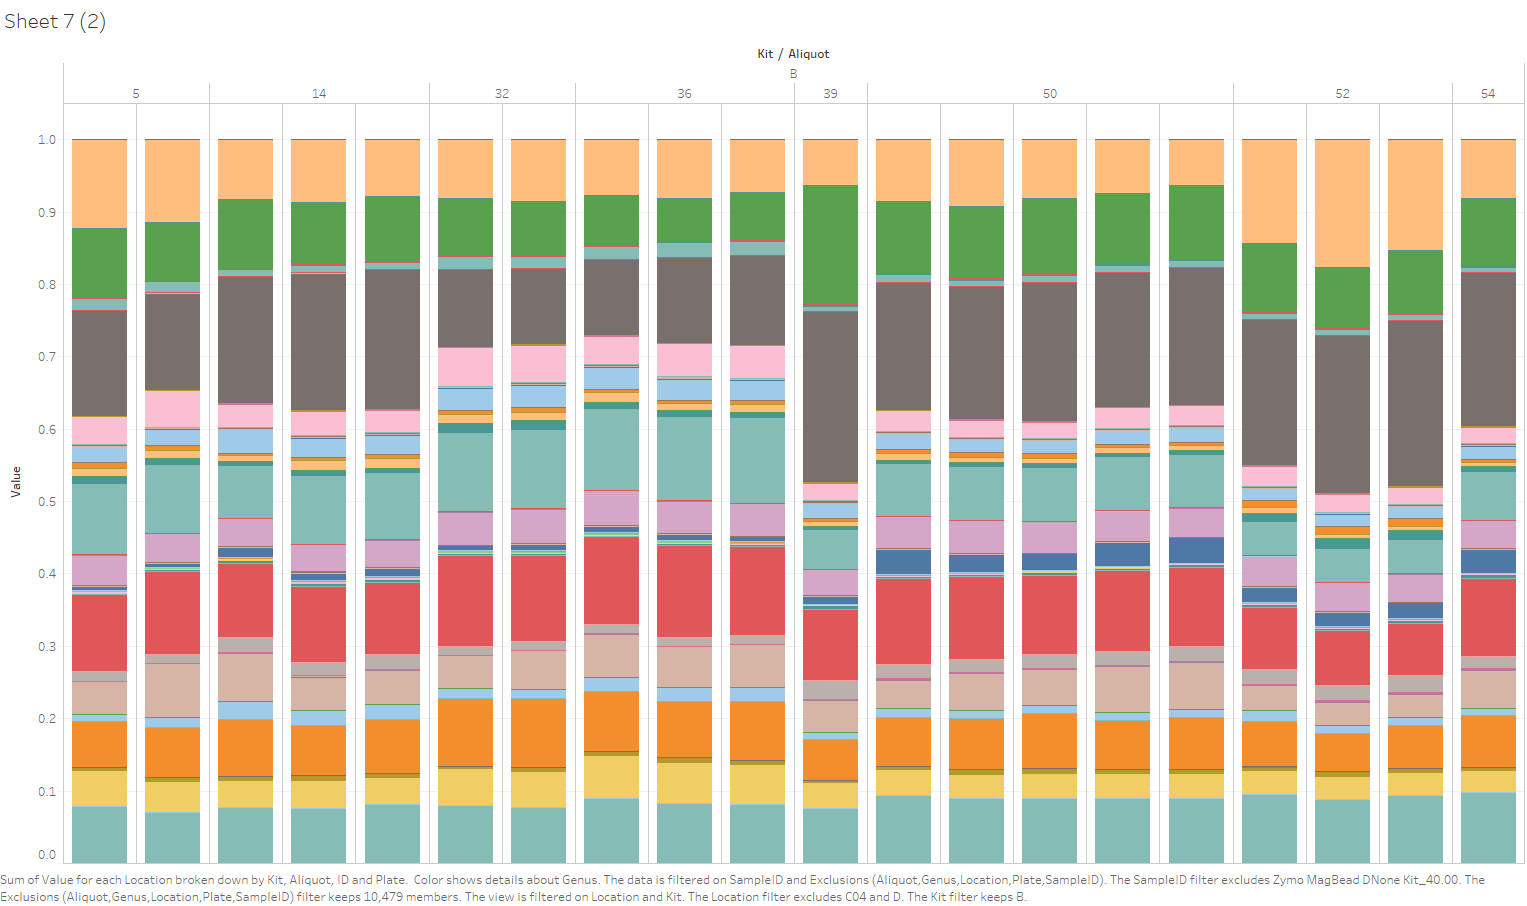 Sheet 7 (2)
Kit / Aliquot
B
5 14 32 36 39 50 52 54
1.0
0.9
0.8
0.7
0.6
0.5
0.4
0.3
0.2
0.1
0.0
Value
Sum of Value for each Location broken down by Kit, Aliquot, ID and Plate. Color shows details about Genus. The data is filtered on SampleID and Exclusions (Aliquot,Genus,Location,Plate,SampleID). The SampleID filter excludes Zymo MagBead DNone Kit_40.00. The
Exclusions (Aliquot,Genus,Location,Plate,SampleID) filter keeps 10,479 members. The view is filtered on Location and Kit. The Location filter excludes C04 and D. The Kit filter keeps B.